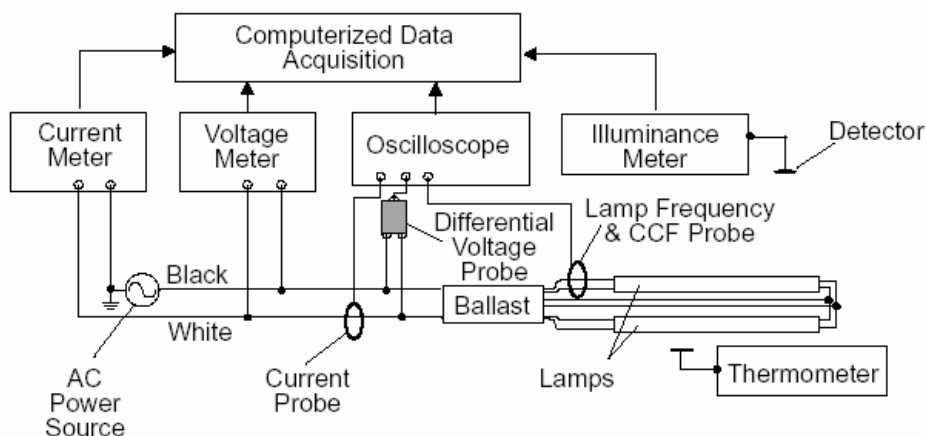 Computerized Data
Acquisition
Current
Meter
Voltage
Meter
Oscilloscope
Illuminance
Meter
Detector
Differential
Voltage
Probe
Lamp Frequency
& CCF Probe
Black
White
Ballast
AC
Power
Source
Current
Probe
Lamps
Thermometer